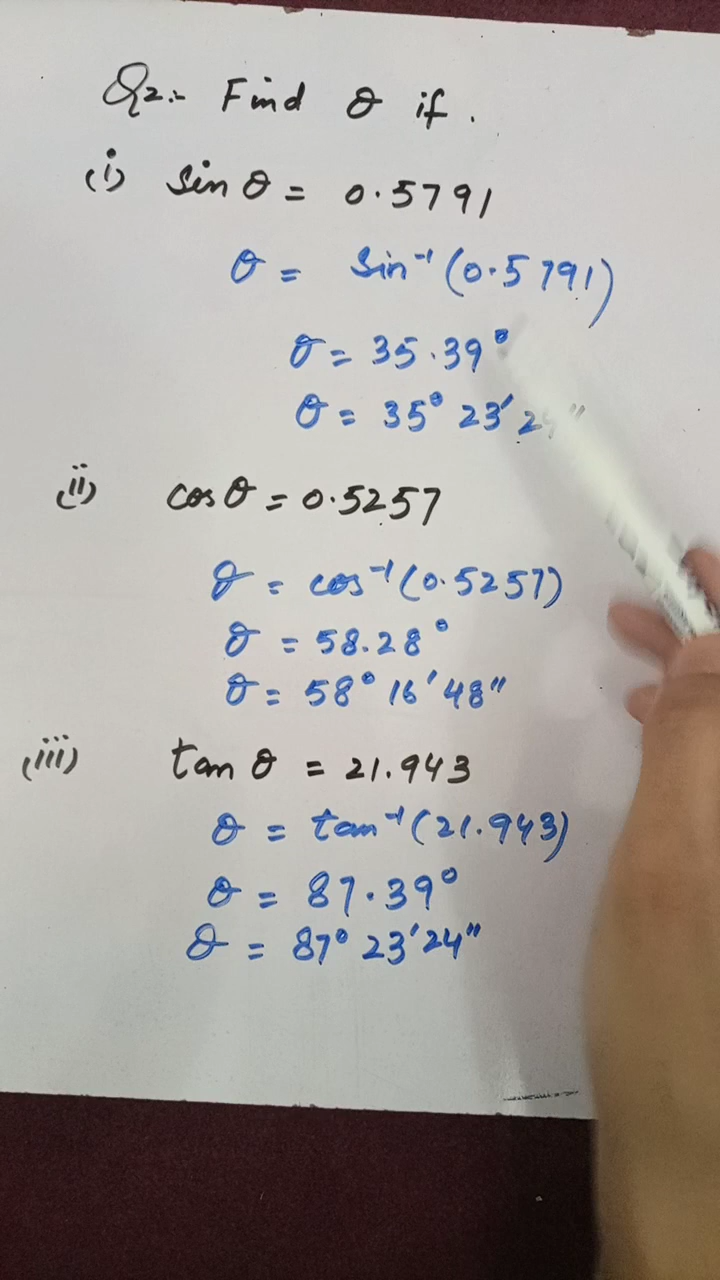 Q2:- Find θ if.
(i) sin θ = 0.5791
θ = sin⁻¹(0.5791)
θ = 35.39°
θ = 35° 23'
(ii) cos θ = 0.5257
θ = cos⁻¹(0.5257)
θ = 58.28°
θ = 58° 16' 48"
(iii) tan θ = 21.943
θ = tan⁻¹(21.943)
θ = 87.39°
θ = 87° 23' 24"